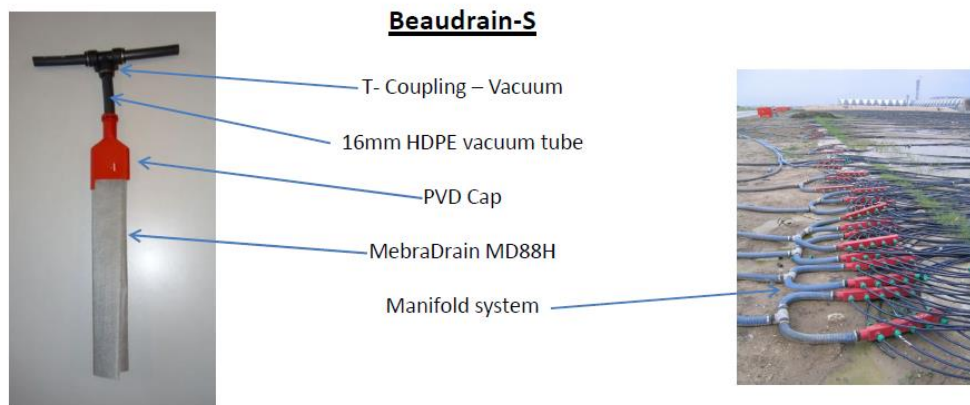 Beaudrain-S
T- Coupling – Vacuum
16mm HDPE vacuum tube
PVD Cap
MebraDrain MD88H
Manifold system